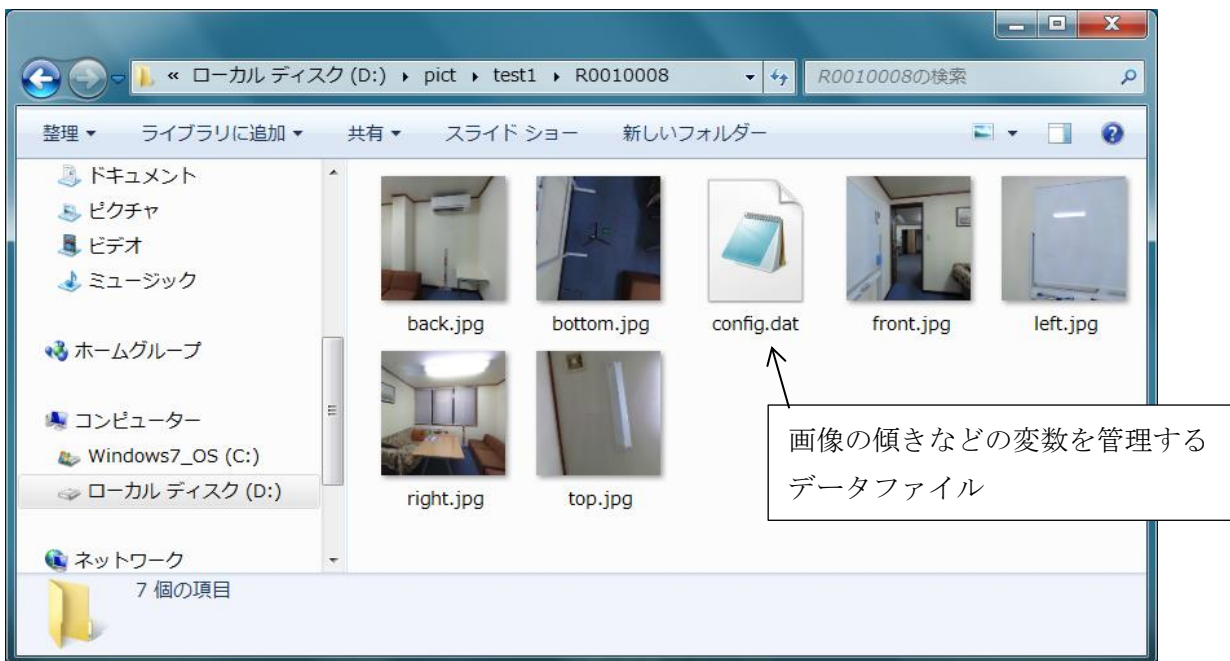 « ローカル ディスク (D:) ▸ pict ▸ test1 ▸ R0010008
R0010008の検索
整理 ▼ ライブラリに追加 ▼ 共有 ▼ スライド ショー 新しいフォルダー
ドキュメント
ピクチャ
ビデオ
ミュージック
ホームグループ
コンピューター
Windows7_OS (C:)
ローカル ディスク (D:)
ネットワーク
back.jpg
bottom.jpg
config.dat
front.jpg
left.jpg
right.jpg
top.jpg
画像の傾きなどの変数を管理する
データファイル
7 個の項目